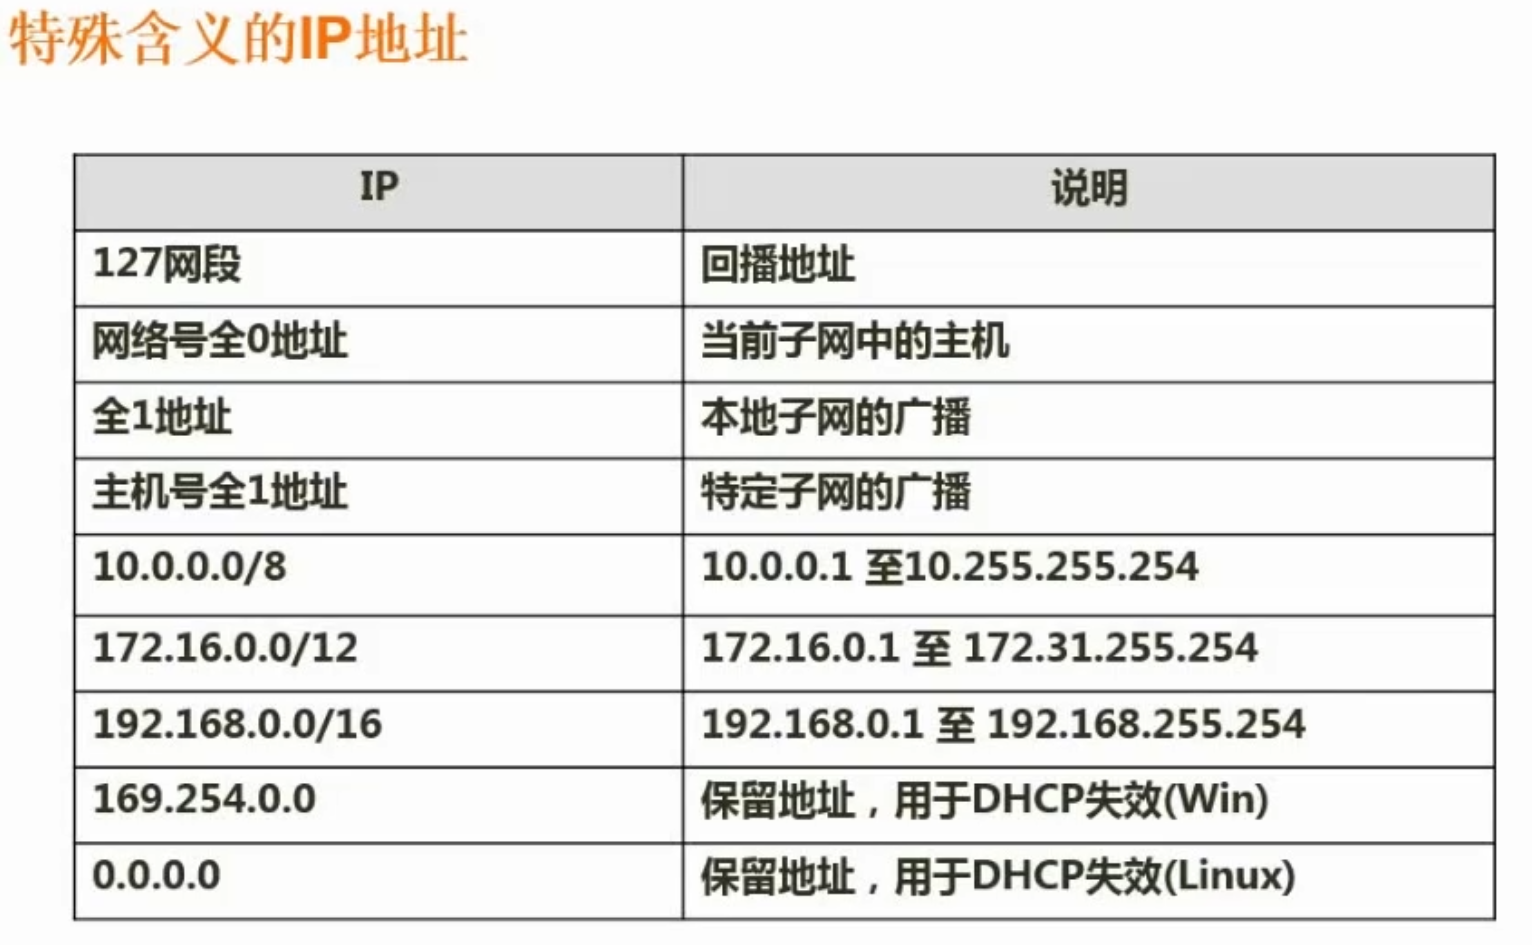 特殊含义的IP地址
IP 说明
127网段 回播地址
网络号全0地址 当前子网中的主机
全1地址 本地子网的广播
主机号全1地址 特定子网的广播
10.0.0.0/8 10.0.0.1 至10.255.255.254
172.16.0.0/12 172.16.0.1 至 172.31.255.254
192.168.0.0/16 192.168.0.1 至 192.168.255.254
169.254.0.0 保留地址，用于DHCP失效(Win)
0.0.0.0 保留地址，用于DHCP失效(Linux)